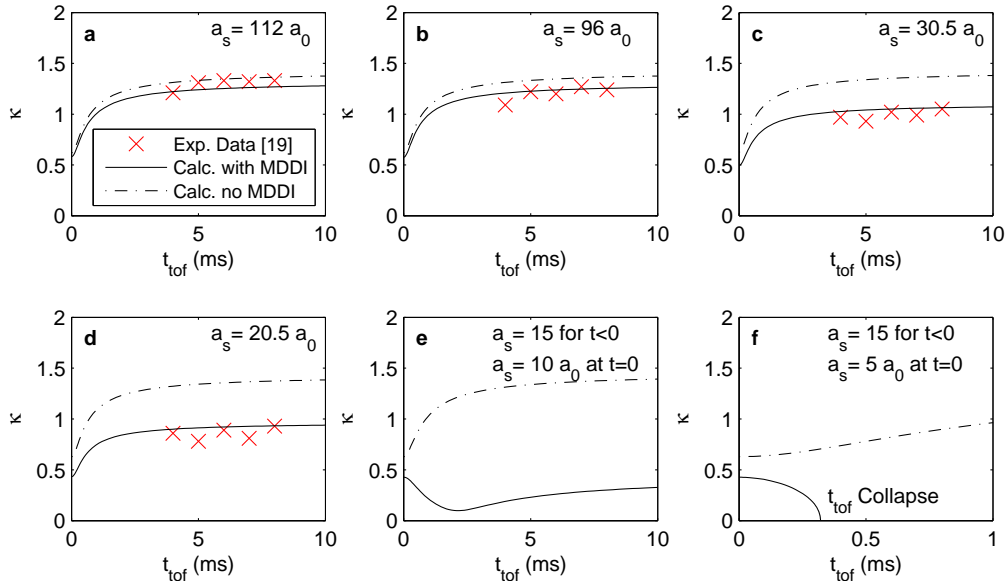 a
a_s= 112 a_0
κ
2
1.5
1
0.5
0
Exp. Data [19]
Calc. with MDDI
Calc. no MDDI
0
5
10
t_tof (ms)
b
a_s= 96 a_0
κ
2
1.5
1
0.5
0
0
5
10
t_tof (ms)
c
a_s= 30.5 a_0
κ
2
1.5
1
0.5
0
0
5
10
t_tof (ms)
d
a_s= 20.5 a_0
κ
2
1.5
1
0.5
0
0
5
10
t_tof (ms)
e
a_s= 15 for t<0
a_s= 10 a_0 at t=0
κ
2
1.5
1
0.5
0
0
5
10
t_tof (ms)
f
a_s= 15 for t<0
a_s= 5 a_0 at t=0
κ
2
1.5
1
0.5
0
t_tof Collapse
0
0.5
1
t_tof (ms)